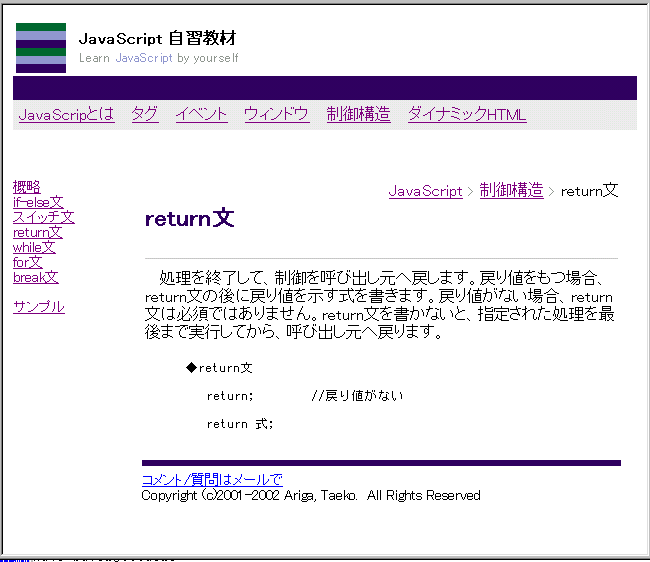 JavaScript 自習教材
Learn JavaScript by yourself
JavaScripとは タグ イベント ウィンドウ 制御構造 ダイナミックHTML
概略
if-else文
スイッチ文
return文
while文
for文
break文
サンプル
JavaScript > 制御構造 > return文
return文
処理を終了して、制御を呼び出し元へ戻します。戻り値をもつ場合、
return文の後に戻り値を示す式を書きます。戻り値がない場合、return
文は必須ではありません。return文を書かないと、指定された処理を最
後まで実行してから、呼び出し元へ戻ります。
◆return文
return; //戻り値がない
return 式;
コメント/質問はメールで
Copyright (c)2001-2002 Ariga, Taeko. All Rights Reserved